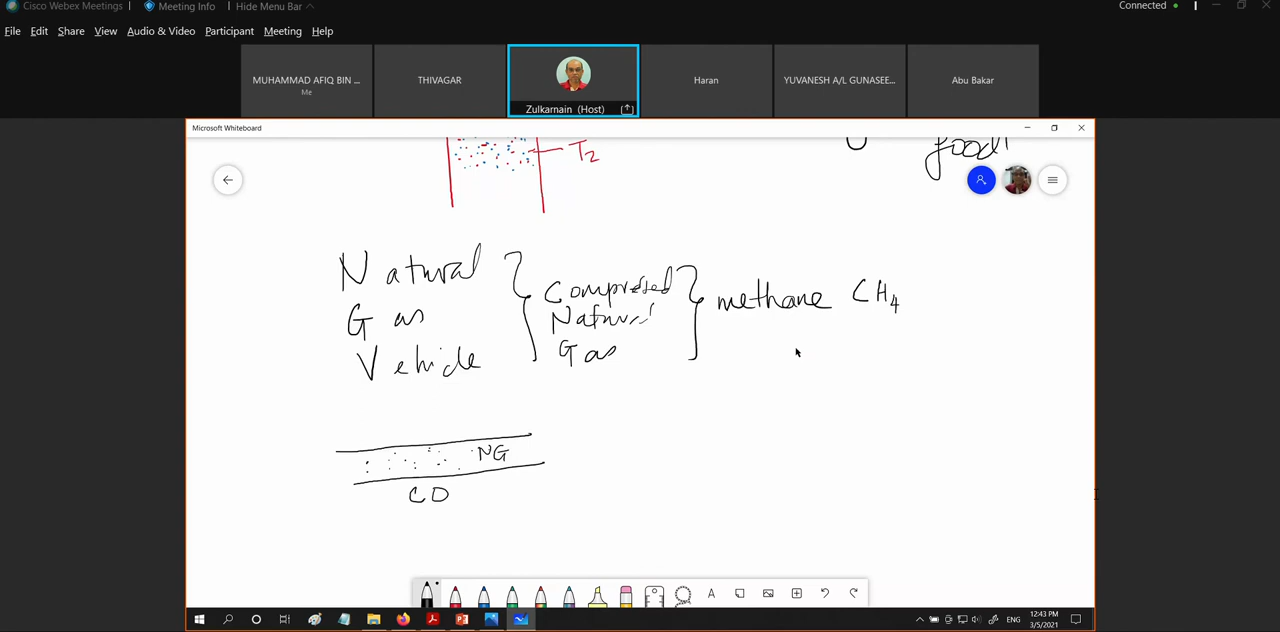 Cisco Webex Meetings
Meeting Info
Hide Menu Bar
Connected
File Edit Share View Audio & Video Participant Meeting Help
MUHAMMAD AFIQ BIN ...
Me
THIVAGAR
Zulkarnain (Host)
Haran
YUVANESH A/L GUNASEE...
Abu Bakar
Microsoft Whiteboard
T2
food
Natural
Gas
Vehicle
Compressed
Natural
Gas
methane CH4
NG
CD
A
ENG
12:43 PM
3/5/2021